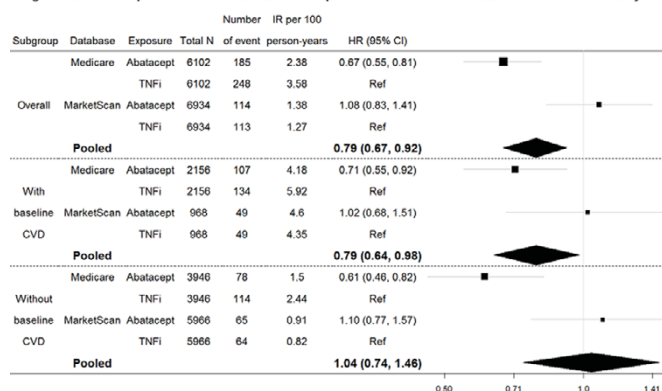 Number IR per 100
Subgroup Database Exposure Total N of event person-years HR (95% CI)
Medicare Abatacept 6102 185 2.38 0.67 (0.55, 0.81)
TNFi 6102 248 3.58 Ref
Overall MarketScan Abatacept 6934 114 1.38 1.08 (0.83, 1.41)
TNFi 6934 113 1.27 Ref
Pooled 0.79 (0.67, 0.92)
Medicare Abatacept 2156 107 4.18 0.71 (0.55, 0.92)
With TNFi 2156 134 5.92 Ref
baseline MarketScan Abatacept 968 49 4.6 1.02 (0.68, 1.51)
CVD TNFi 968 49 4.35 Ref
Pooled 0.79 (0.64, 0.98)
Medicare Abatacept 3946 78 1.5 0.61 (0.46, 0.82)
Without TNFi 3946 114 2.44 Ref
baseline MarketScan Abatacept 5966 65 0.91 1.10 (0.77, 1.57)
CVD TNFi 5966 64 0.82 Ref
Pooled 1.04 (0.74, 1.46)
0.50 0.71 1.0 1.41